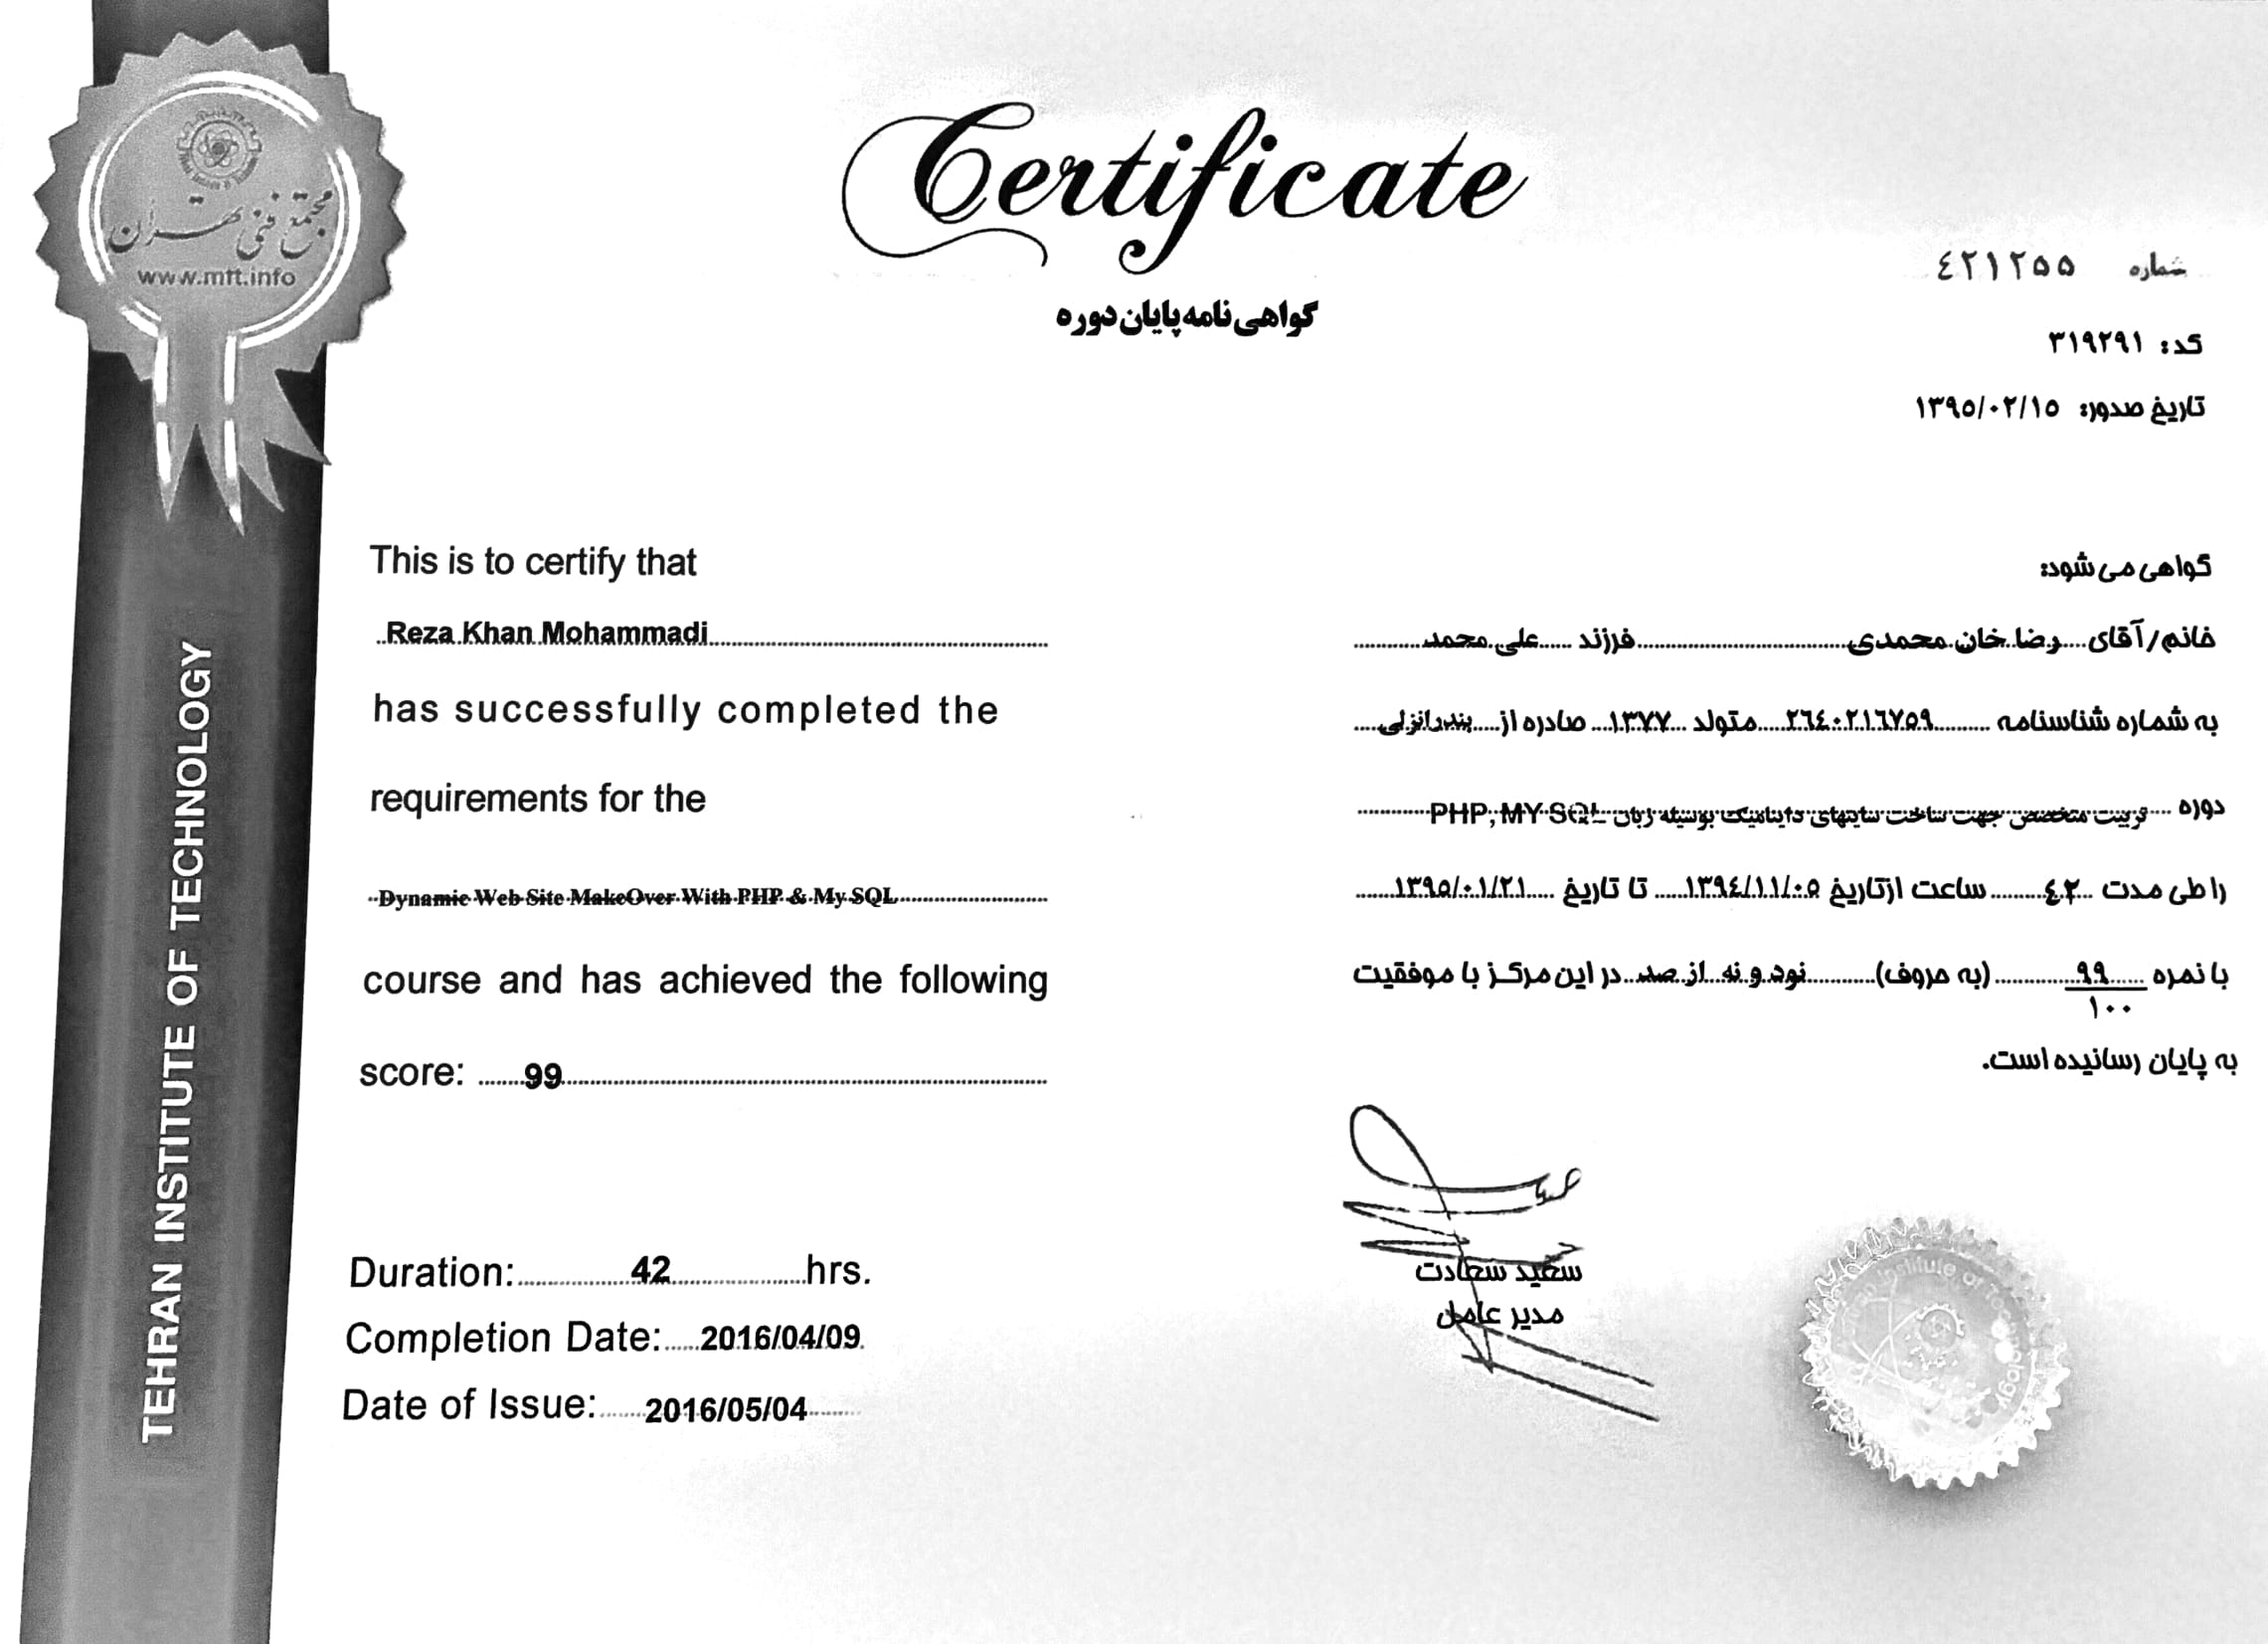 مجتمع فنی تهران
www.mft.info
TEHRAN INSTITUTE OF TECHNOLOGY
Certificate
گواهی نامه پایان دوره
شماره ٤٢١٢٥٥
کد: ٣١٩٢٩١
تاریخ صدور: ١٣٩٥/٠٢/١٥
This is to certify that
Reza Khan Mohammadi
has successfully completed the
requirements for the
Dynamic Web Site MakeOver With PHP & My SQL
course and has achieved the following
score: 99
Duration: 42 hrs.
Completion Date: 2016/04/09
Date of Issue: 2016/05/04
گواهی می شود:
خانم/آقای رضا خان محمدی فرزند علی محمد
به شماره شناسنامه ٢٦٤٠٢١٦٧٥٩ متولد ١٣٧٧ صادره از بندرانزلی
دوره تربیت متخصص جهت ساخت سایتهای داینامیک بوسیله زبان PHP, MY SQL
را طی مدت ٤٢ ساعت ازتاریخ ١٣٩٤/١١/٠٥ تا تاریخ ١٣٩٥/٠١/٢١
با نمره ٩٩/١٠٠ (به حروف) نود و نه از صد در این مرکز با موفقیت
به پایان رسانیده است.
سعید سعادت
مدیر عامل
Institute of Technology